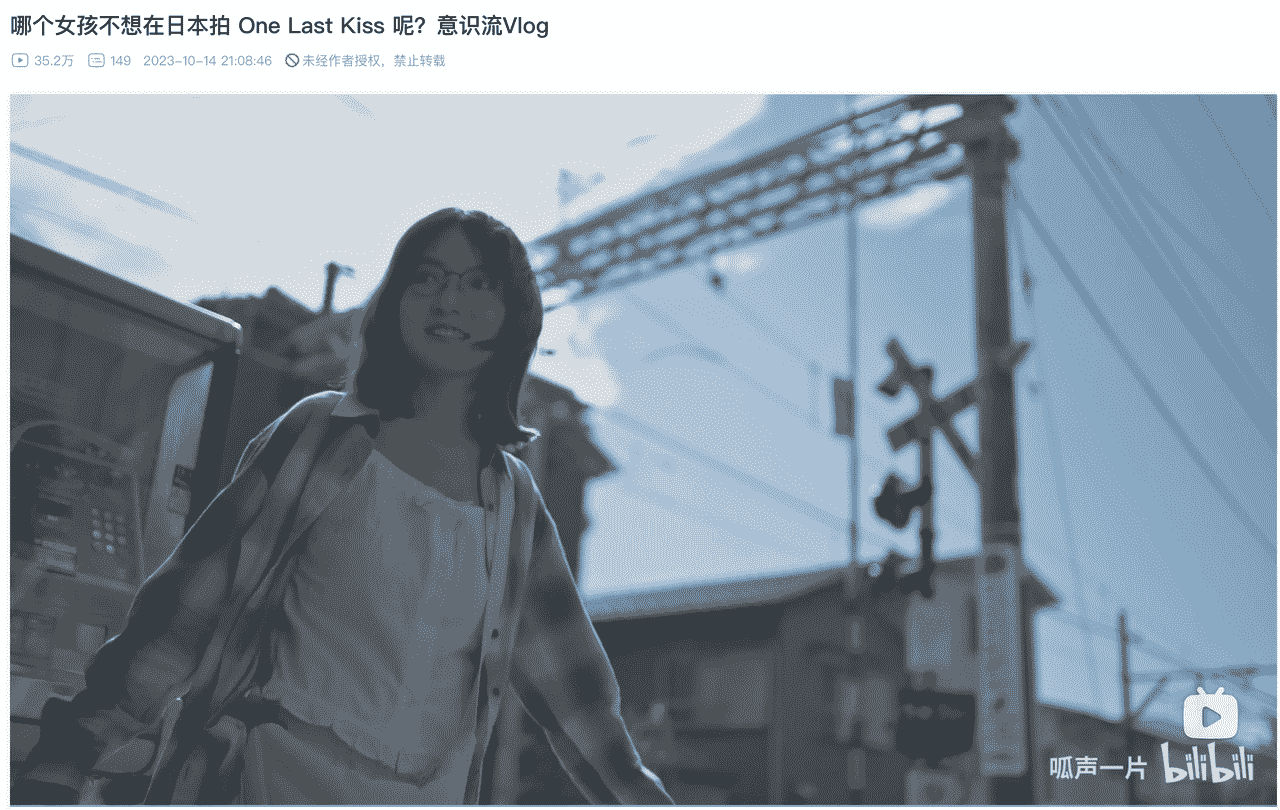 哪个女孩不想在日本拍 One Last Kiss 呢？意识流Vlog
35.2万 149 2023-10-14 21:08:46 未经作者授权，禁止转载
呱声一片 bilibili